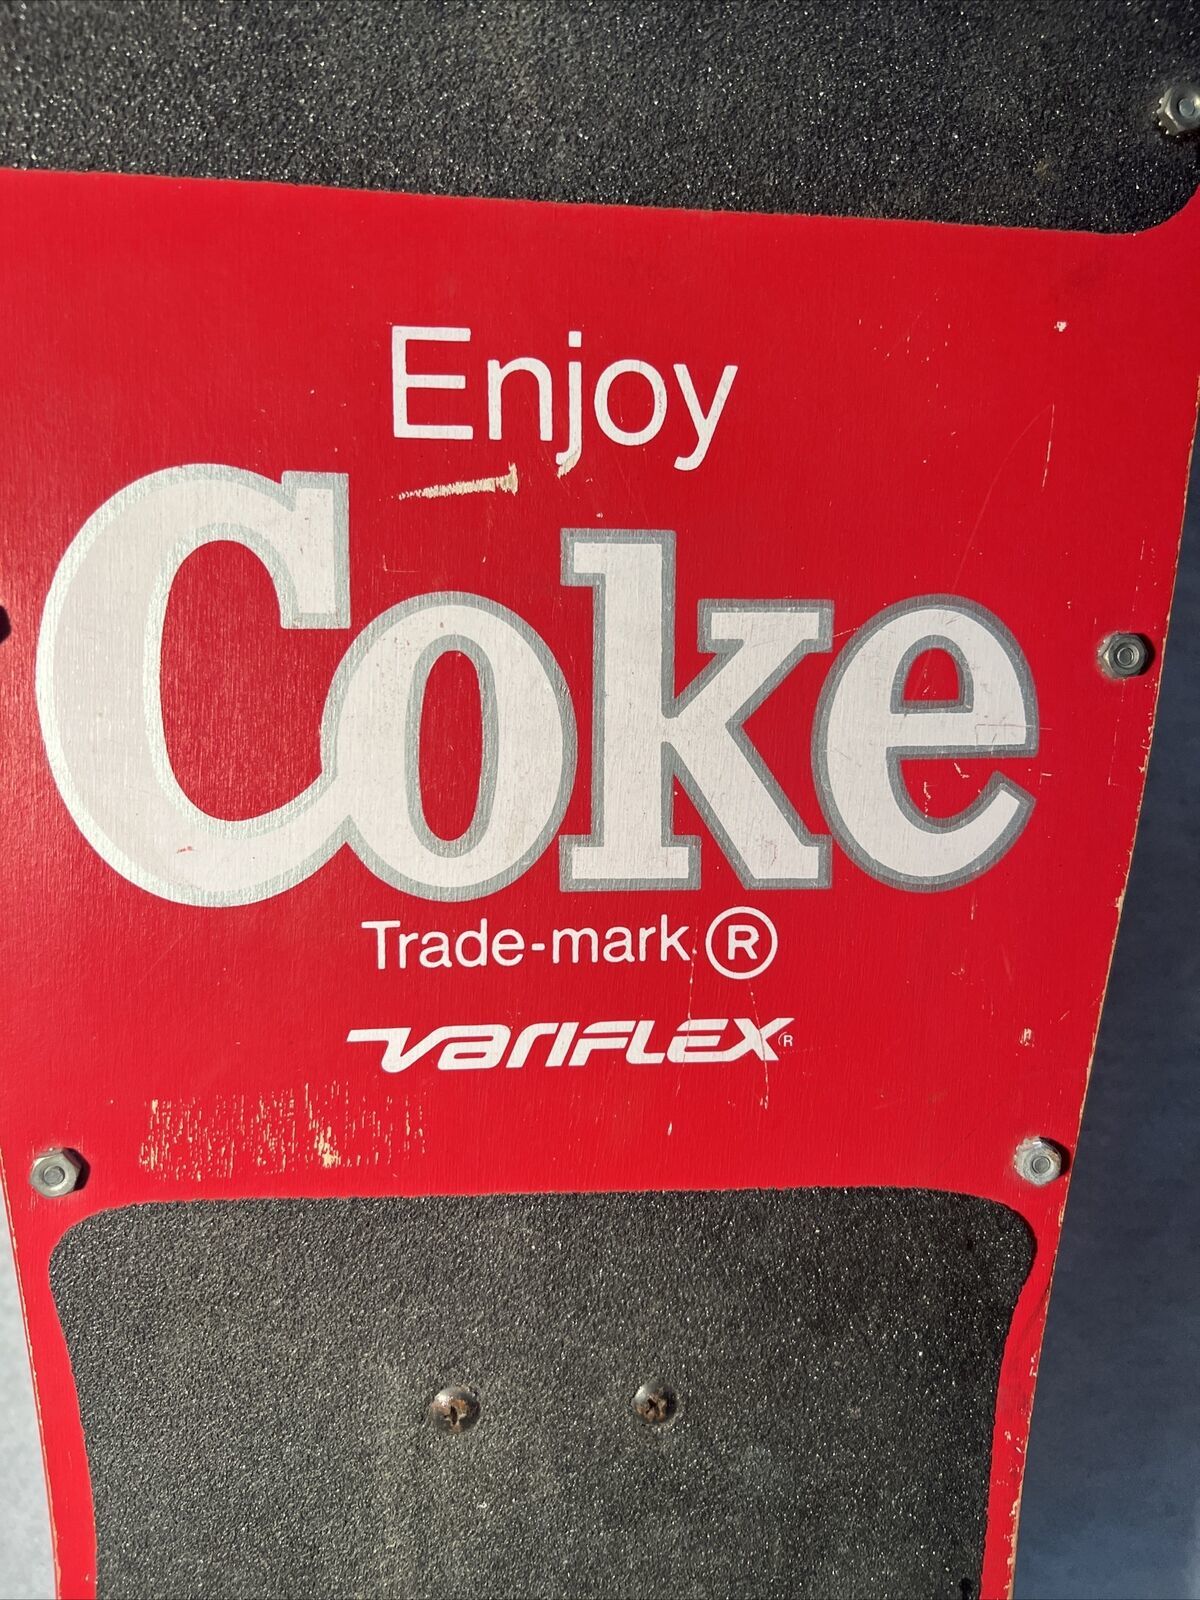 Enjoy
Coke
Trade-mark ®
VARIFLEX ®